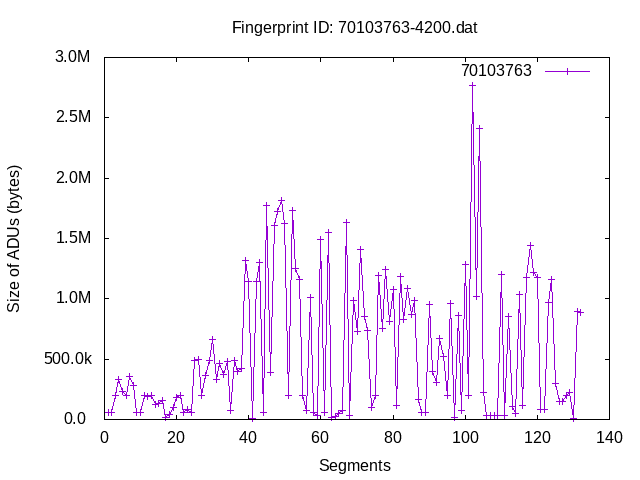 Fingerprint ID: 70103763-4200.dat
3.0M
70103763
2.5M
2.0M
Size of ADUs (bytes)
1.5M
1.0M
500.0k
0.0
0 20 40 60 80 100 120 140
Segments